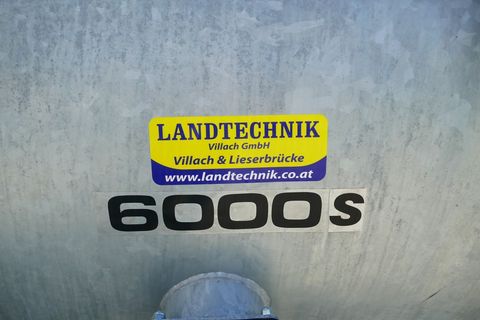 LANDTECHNIK
Villach GmbH
Villach & Lieserbrücke
www.landtechnik.co.at
6000S